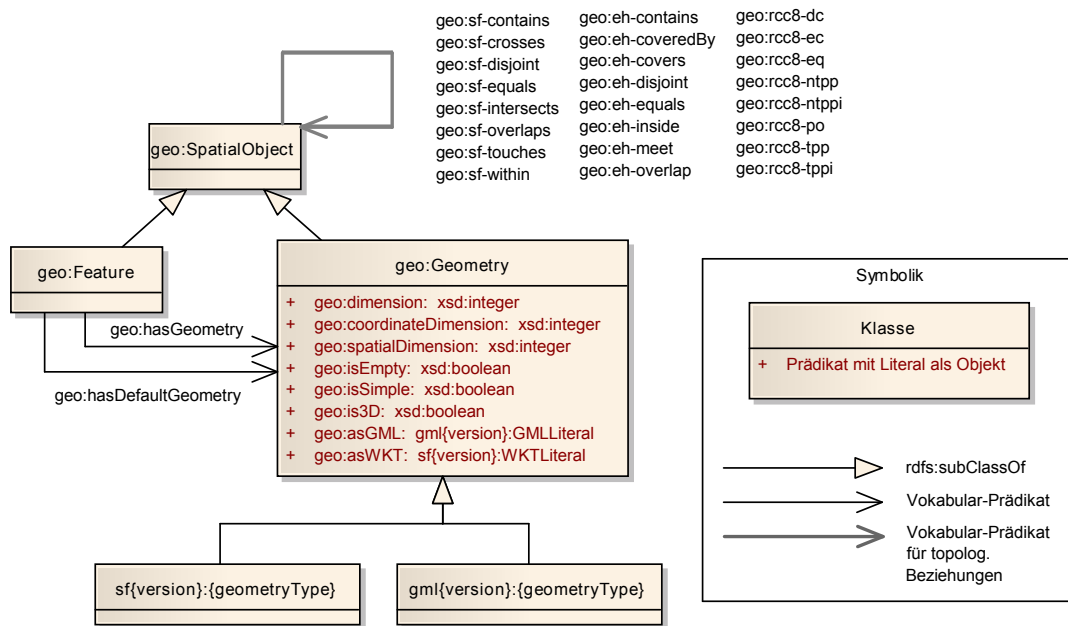 geo:sf-contains
geo:sf-crosses
geo:sf-disjoint
geo:sf-equals
geo:sf-intersects
geo:sf-overlaps
geo:sf-touches
geo:sf-within
geo:eh-contains
geo:eh-coveredBy
geo:eh-covers
geo:eh-disjoint
geo:eh-equals
geo:eh-inside
geo:eh-meet
geo:eh-overlap
geo:rcc8-dc
geo:rcc8-ec
geo:rcc8-eq
geo:rcc8-ntpp
geo:rcc8-ntppi
geo:rcc8-po
geo:rcc8-tpp
geo:rcc8-tppi
geo:SpatialObject
geo:Feature
geo:hasGeometry
geo:hasDefaultGeometry
geo:Geometry
+ geo:dimension: xsd:integer
+ geo:coordinateDimension: xsd:integer
+ geo:spatialDimension: xsd:integer
+ geo:isEmpty: xsd:boolean
+ geo:isSimple: xsd:boolean
+ geo:is3D: xsd:boolean
+ geo:asGML: gml{version}:GMLLiteral
+ geo:asWKT: sf{version}:WKTLiteral
sf{version}:{geometryType}
gml{version}:{geometryType}
Symbolik
Klasse
+ Prädikat mit Literal als Objekt
rdfs:subClassOf
Vokabular-Prädikat
Vokabular-Prädikat
für topolog.
Beziehungen